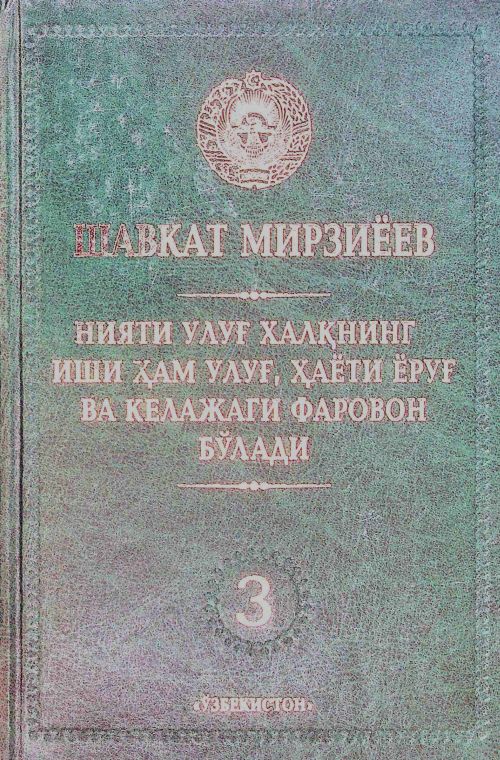 ШАВКАТ МИРЗИЁЕВ
НИЯТИ УЛУҒ ХАЛҚНИНГ
ИШИ ҲАМ УЛУҒ, ҲАЁТИ ЁРУҒ
ВА КЕЛАЖАГИ ФАРОВОН
БЎЛАДИ
3
«ЎЗБЕКИСТОН»